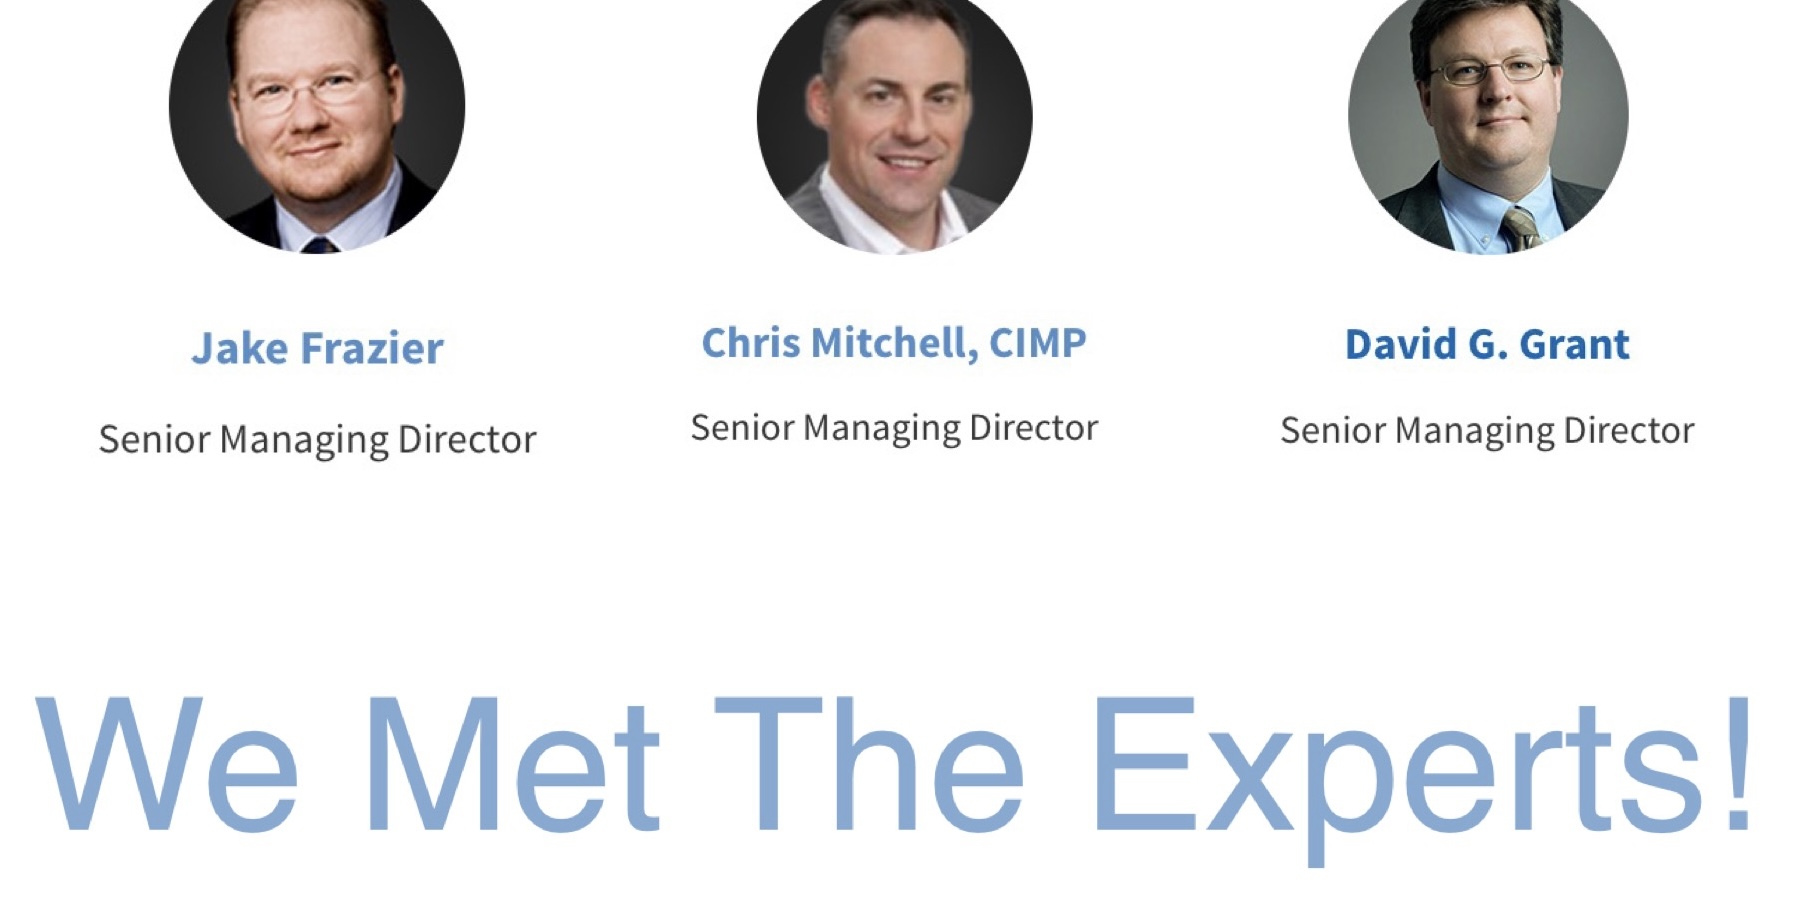 Jake Frazier
Chris Mitchell, CIMP
David G. Grant
Senior Managing Director
Senior Managing Director
Senior Managing Director
We Met The Experts!